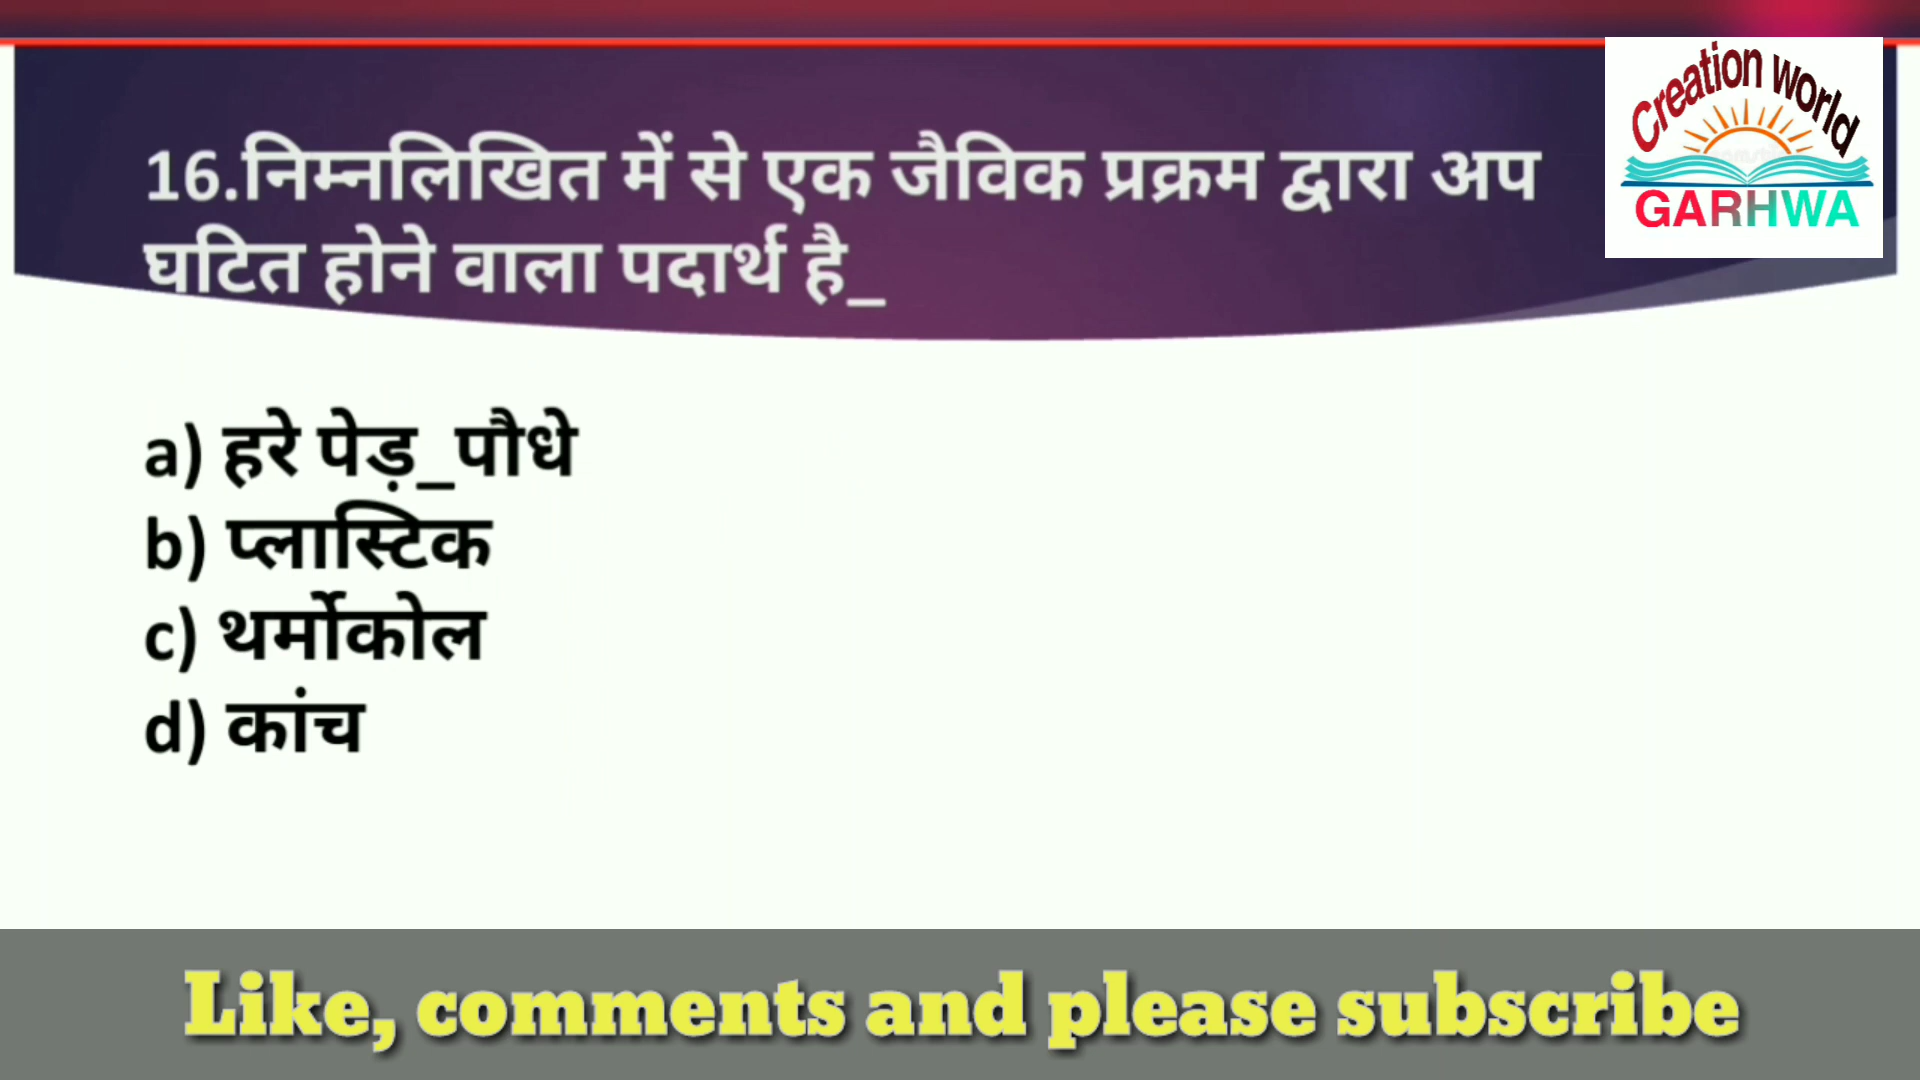 Creation world
GARHWA
16.निम्नलिखित में से एक जैविक प्रक्रम द्वारा अप
घटित होने वाला पदार्थ है_
a) हरे पेड़_पौधे
b) प्लास्टिक
c) थर्मोकोल
d) कांच
Like, comments and please subscribe